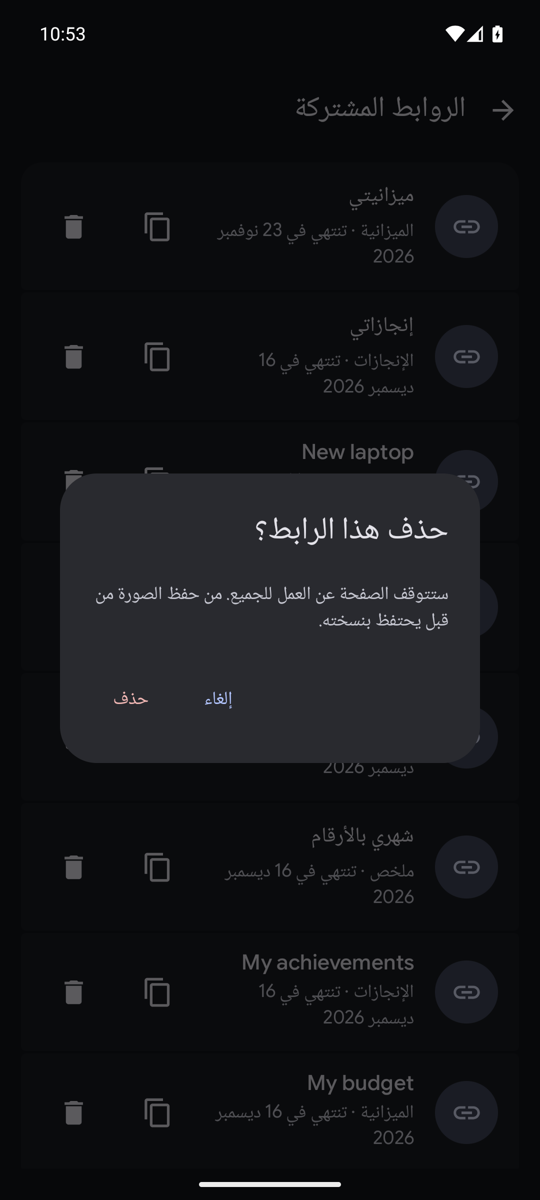 10:53
الروابط المشتركة
ميزانيتي
الميزانية · تنتهي في 23 نوفمبر
2026
إنجازاتي
الإنجازات · تنتهي في 16
ديسمبر 2026
New laptop
حذف هذا الرابط؟
ستتوقف الصفحة عن العمل للجميع. من حفظ الصورة من
قبل يحتفظ بنسخته.
إلغاء
حذف
ديسمبر 2026
شهري بالأرقام
ملخص · تنتهي في 16 ديسمبر
2026
My achievements
الإنجازات · تنتهي في 16
ديسمبر 2026
My budget
الميزانية · تنتهي في 16 ديسمبر
2026